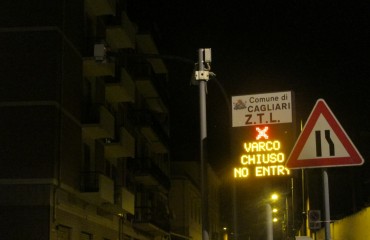 Comune di
CAGLIARI
Z.T.L.
VARCO
CHIUSO
NO ENTRY